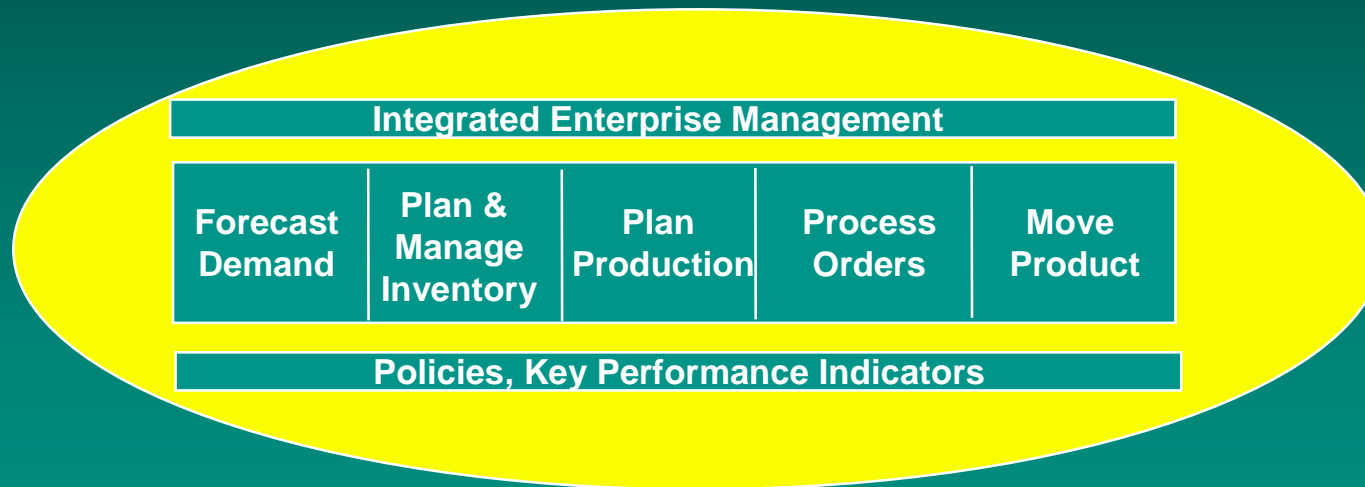 Integrated Enterprise Management
Forecast
Demand
Plan &
Manage
Inventory
Plan
Production
Process
Orders
Move
Product
Policies, Key Performance Indicators